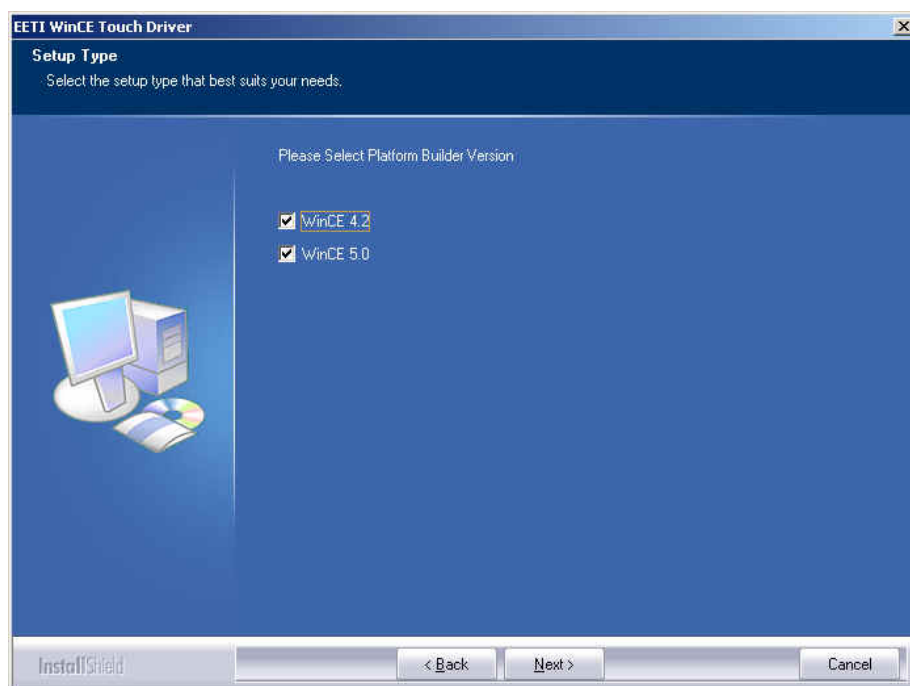 EETI WinCE Touch Driver
Setup Type
Select the setup type that best suits your needs.
Please Select Platform Builder Version
WinCE 4.2
WinCE 5.0
InstallShield
< Back Next > Cancel